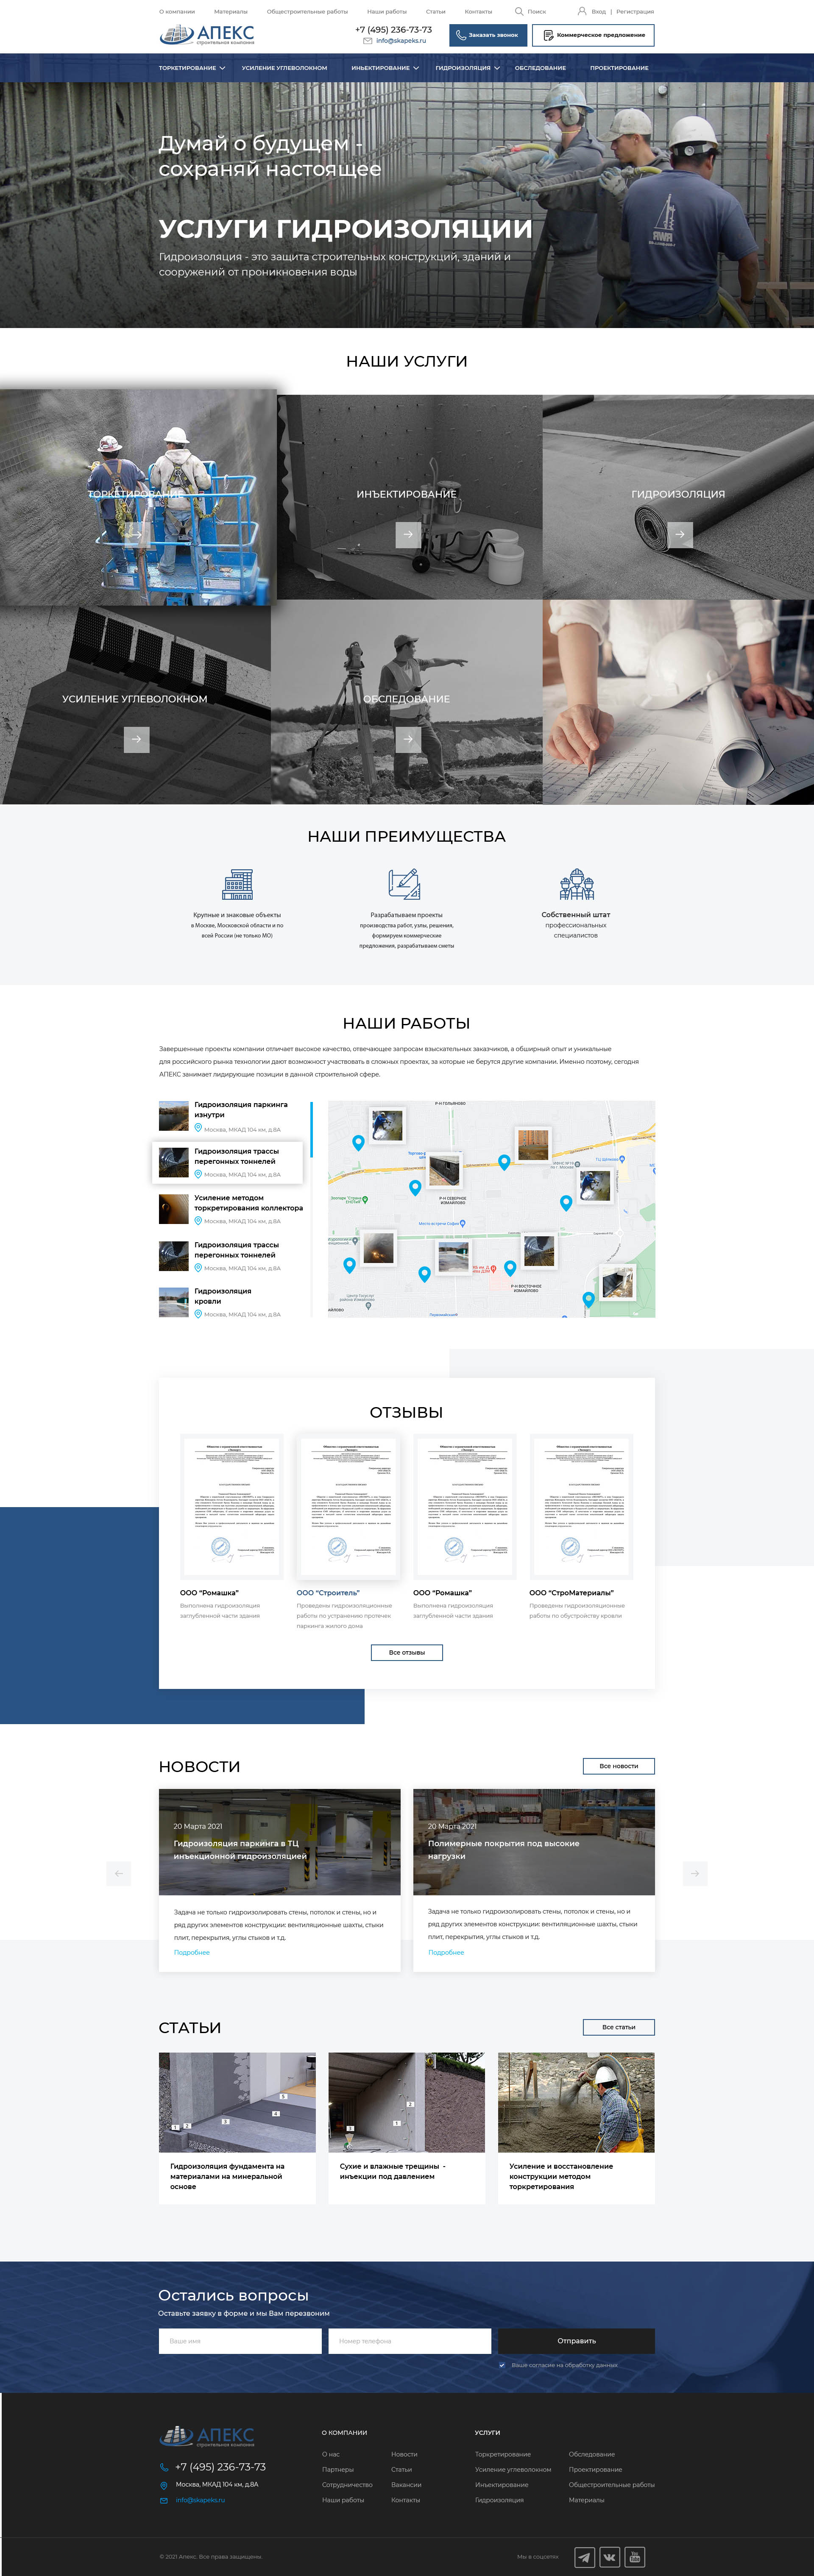 О компании Материалы Общестроительные работы Наши работы Статьи Контакты Поиск Вход | Регистрация
АПЕКС
строительная компания
+7 (495) 236-73-73
info@skapeks.ru
Заказать звонок
Коммерческое предложение
ТОРКЕТИРОВАНИЕ УСИЛЕНИЕ УГЛЕВОЛОКНОМ ИНЬЕКТИРОВАНИЕ ГИДРОИЗОЛЯЦИЯ ОБСЛЕДОВАНИЕ ПРОЕКТИРОВАНИЕ
Думай о будущем -
сохраняй настоящее
УСЛУГИ ГИДРОИЗОЛЯЦИИ
Гидроизоляция - это защита строительных конструкций, зданий и
сооружений от проникновения воды
НАШИ УСЛУГИ
ТОРКЕТИРОВАНИЕ
ИНЪЕКТИРОВАНИЕ
ГИДРОИЗОЛЯЦИЯ
УСИЛЕНИЕ УГЛЕВОЛОКНОМ
ОБСЛЕДОВАНИЕ
НАШИ ПРЕИМУЩЕСТВА
Крупные и знаковые объекты
в Москве, Московской области и по
всей России (не только МО)
Разрабатываем проекты
производства работ, узлы, решения,
формируем коммерческие
предложения, разрабатываем сметы
Собственный штат
профессиональных
специалистов
НАШИ РАБОТЫ
Завершенные проекты компании отличает высокое качество, отвечающее запросам взыскательных заказчиков, а обширный опыт и уникальные
для российского рынка технологии дают возможност участвовать в сложных проектах, за которые не берутся другие компании. Именно поэтому, сегодня
АПЕКС занимает лидирующие позиции в данной строительной сфере.
Гидроизоляция паркинга
изнутри
Москва, МКАД 104 км, д.8А
Гидроизоляция трассы
перегонных тоннелей
Москва, МКАД 104 км, д.8А
Усиление методом
торкретирования коллектора
Москва, МКАД 104 км, д.8А
Гидроизоляция трассы
перегонных тоннелей
Москва, МКАД 104 км, д.8А
Гидроизоляция
кровли
Москва, МКАД 104 км, д.8А
Р-Н ГОЛЬЯНОВО
Р-Н СЕВЕРНОЕ
ИЗМАЙЛОВО
Р-Н ВОСТОЧНОЕ
ИЗМАЙЛОВО
ОТЗЫВЫ
ООО “Ромашка”
Выполнена гидроизоляция
заглубленной части здания
ООО “Строитель”
Проведены гидроизоляционные
работы по устранению протечек
паркинга жилого дома
ООО “Ромашка”
Выполнена гидроизоляция
заглубленной части здания
ООО “СтроМатериалы”
Проведены гидроизоляционные
работы по обустройству кровли
Все отзывы
НОВОСТИ
Все новости
20 Марта 2021
Гидроизоляция паркинга в ТЦ
инъекционной гидроизоляцией
Задача не только гидроизолировать стены, потолок и стены, но и
ряд других элементов конструкции: вентиляционные шахты, стыки
плит, перекрытия, углы стыков и т.д.
Подробнее
20 Марта 2021
Полимерные покрытия под высокие
нагрузки
Задача не только гидроизолировать стены, потолок и стены, но и
ряд других элементов конструкции: вентиляционные шахты, стыки
плит, перекрытия, углы стыков и т.д.
Подробнее
СТАТЬИ
Все статьи
1 2 3 4 5
Гидроизоляция фундамента на
материалами на минеральной
основе
3 1 2
Сухие и влажные трещины -
инъекции под давлением
Усиление и восстановление
конструкции методом
торкретирования
Остались вопросы
Оставьте заявку в форме и мы Вам перезвоним
Ваше имя
Номер телефона
Отправить
Ваше согласие на обработку данных
АПЕКС
строительная компания
+7 (495) 236-73-73
Москва, МКАД 104 км, д.8А
info@skapeks.ru
О КОМПАНИИ
О нас Новости
Партнеры Статьи
Сотрудничество Вакансии
Наши работы Контакты
УСЛУГИ
Торкретирование Обследование
Усиление углеволокном Проектирование
Инъектирование Общестроительные работы
Гидроизоляция Материалы
© 2021 Апекс. Все права защищены.
Мы в соцсетях
You
Tube